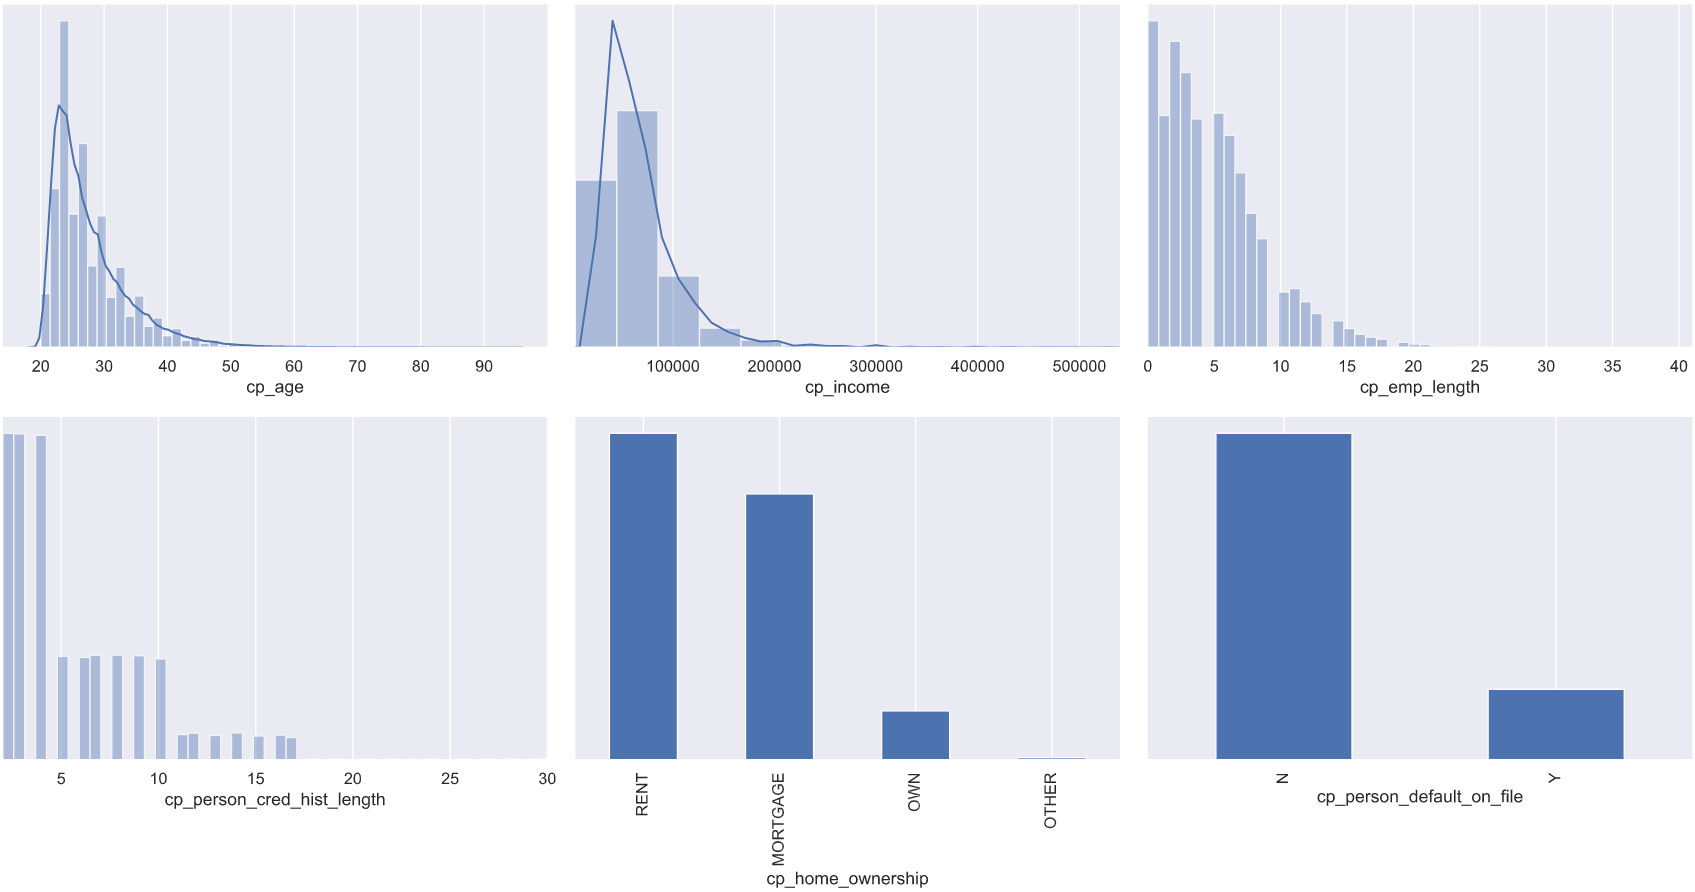 20 30 40 50 60 70 80 90
cp_age
100000 200000 300000 400000 500000
cp_income
0 5 10 15 20 25 30 35 40
cp_emp_length
5 10 15 20 25 30
cp_person_cred_hist_length
RENT
MORTGAGE
OWN
OTHER
cp_home_ownership
N
Y
cp_person_default_on_file